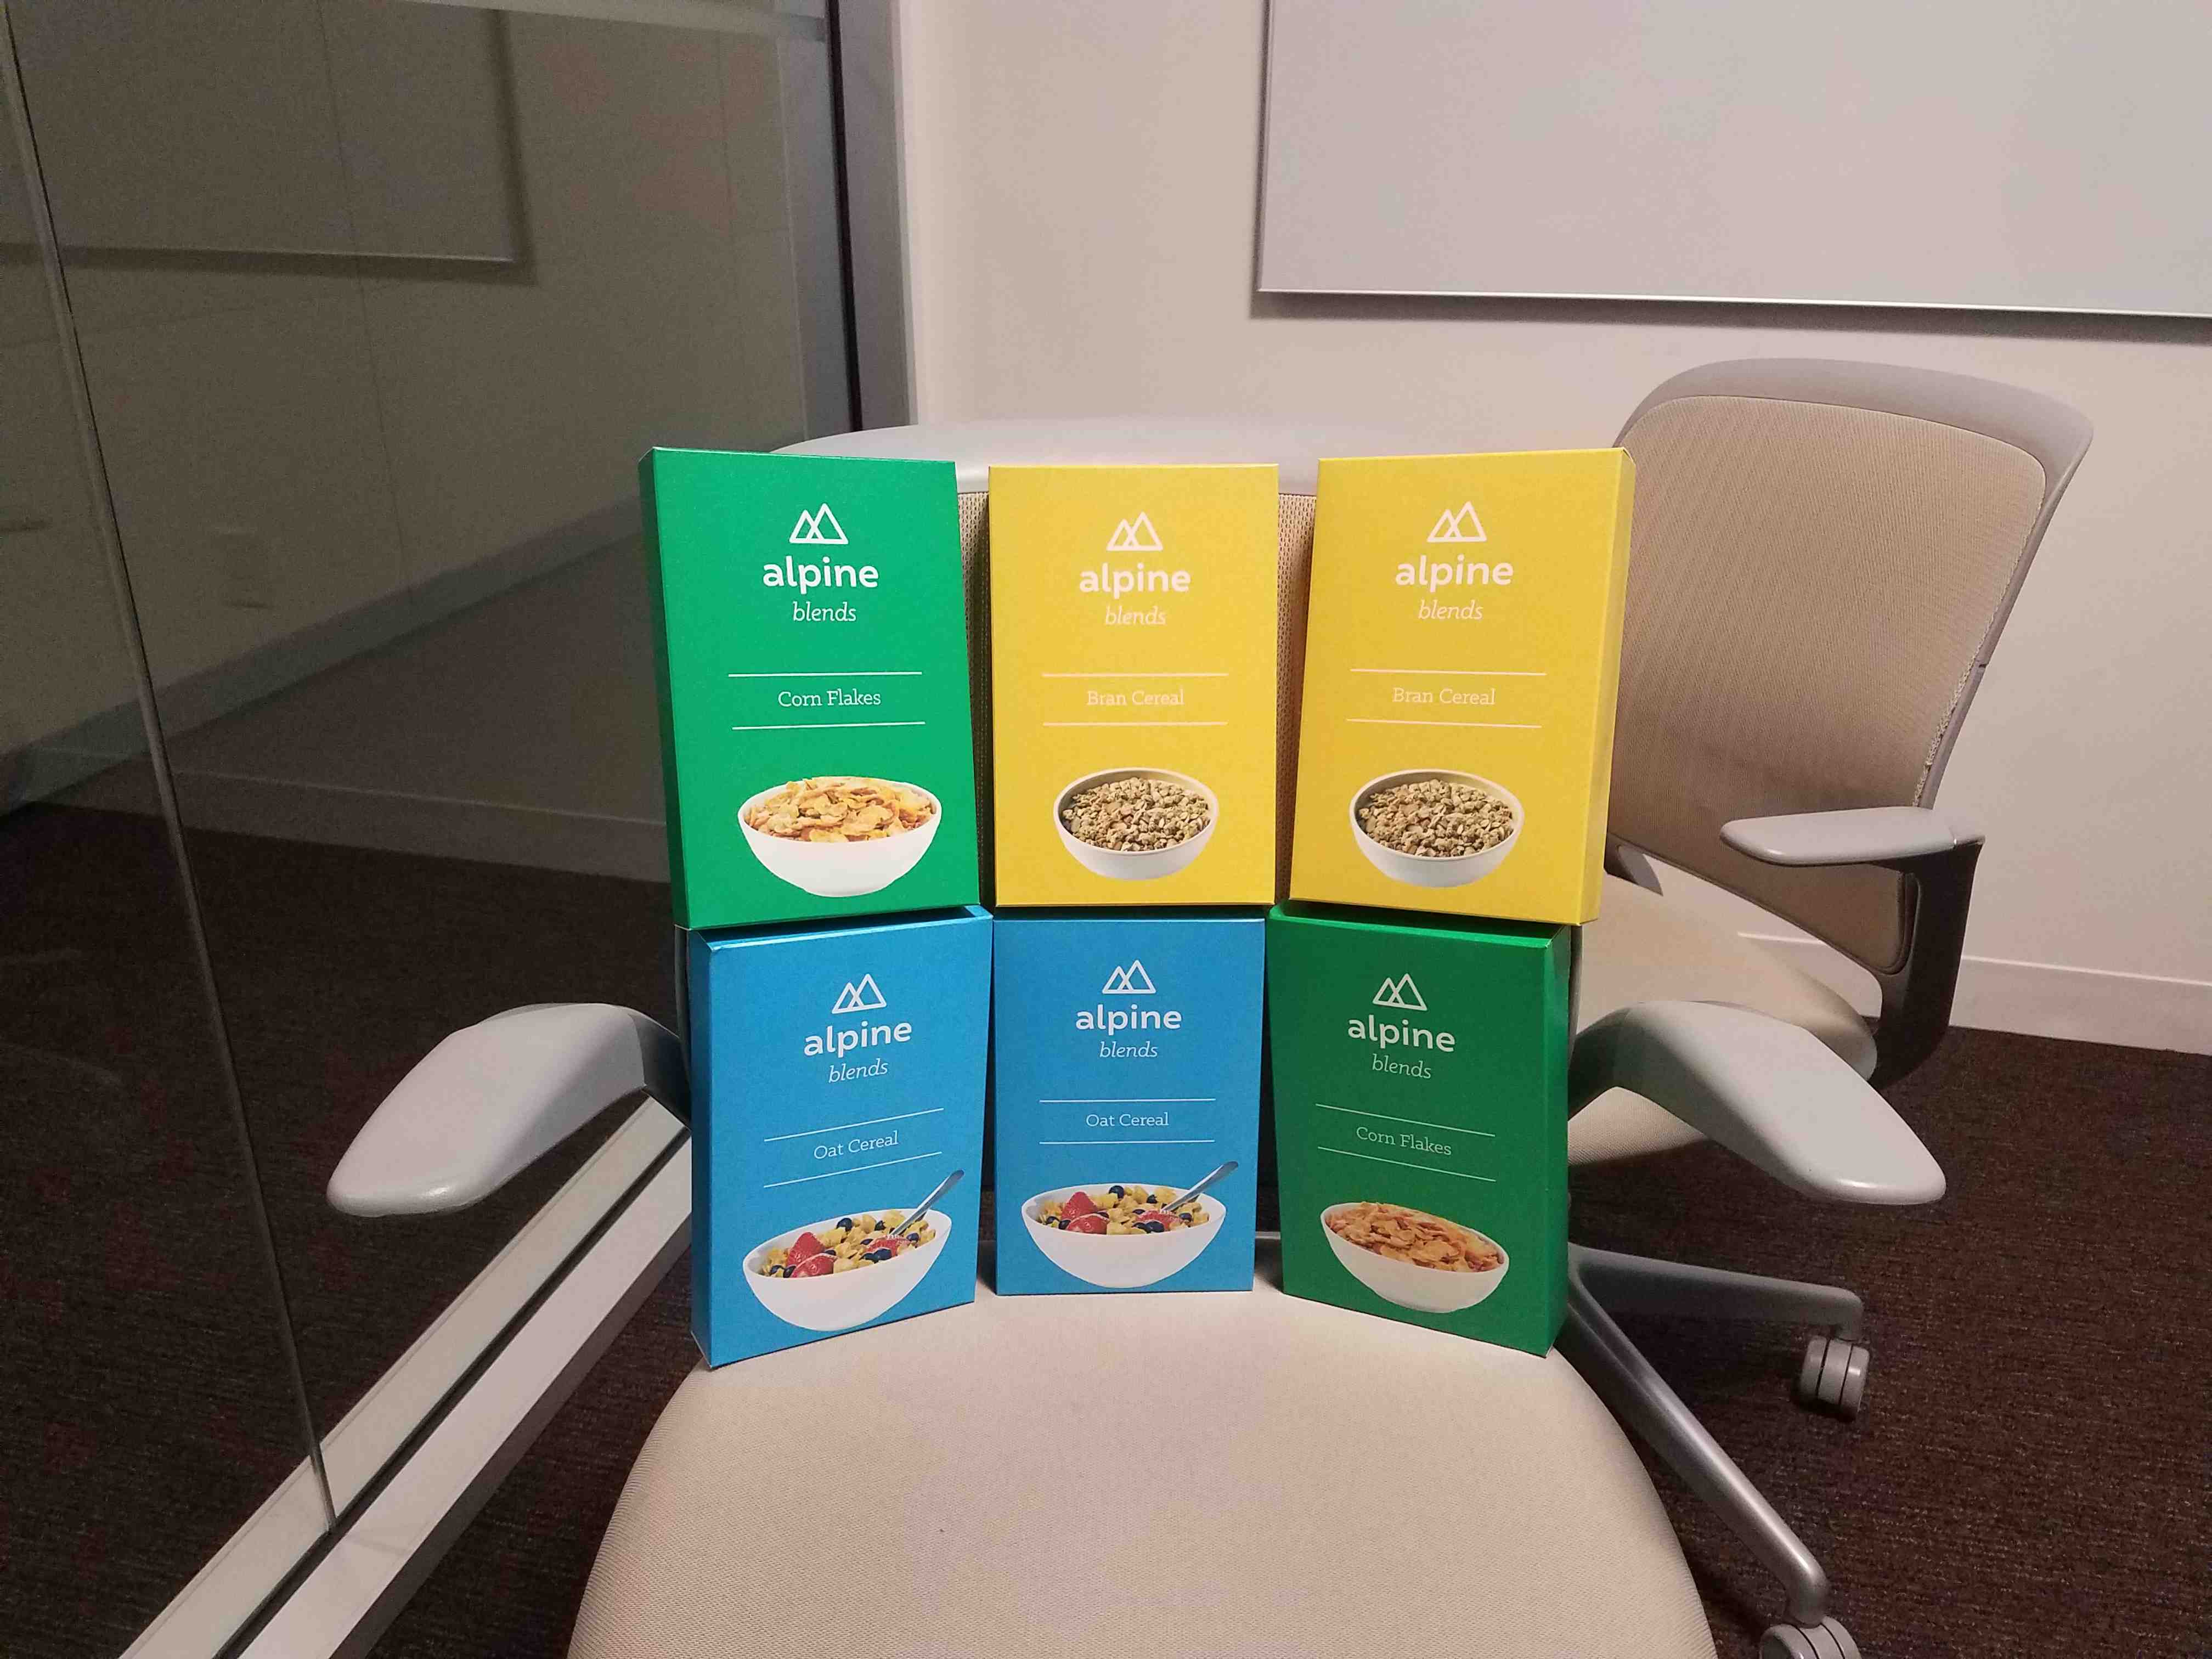 alpine
blends
Corn Flakes
alpine
blends
Bran Cereal
alpine
blends
Bran Cereal
alpine
blends
Oat Cereal
alpine
blends
Oat Cereal
alpine
blends
Corn Flakes